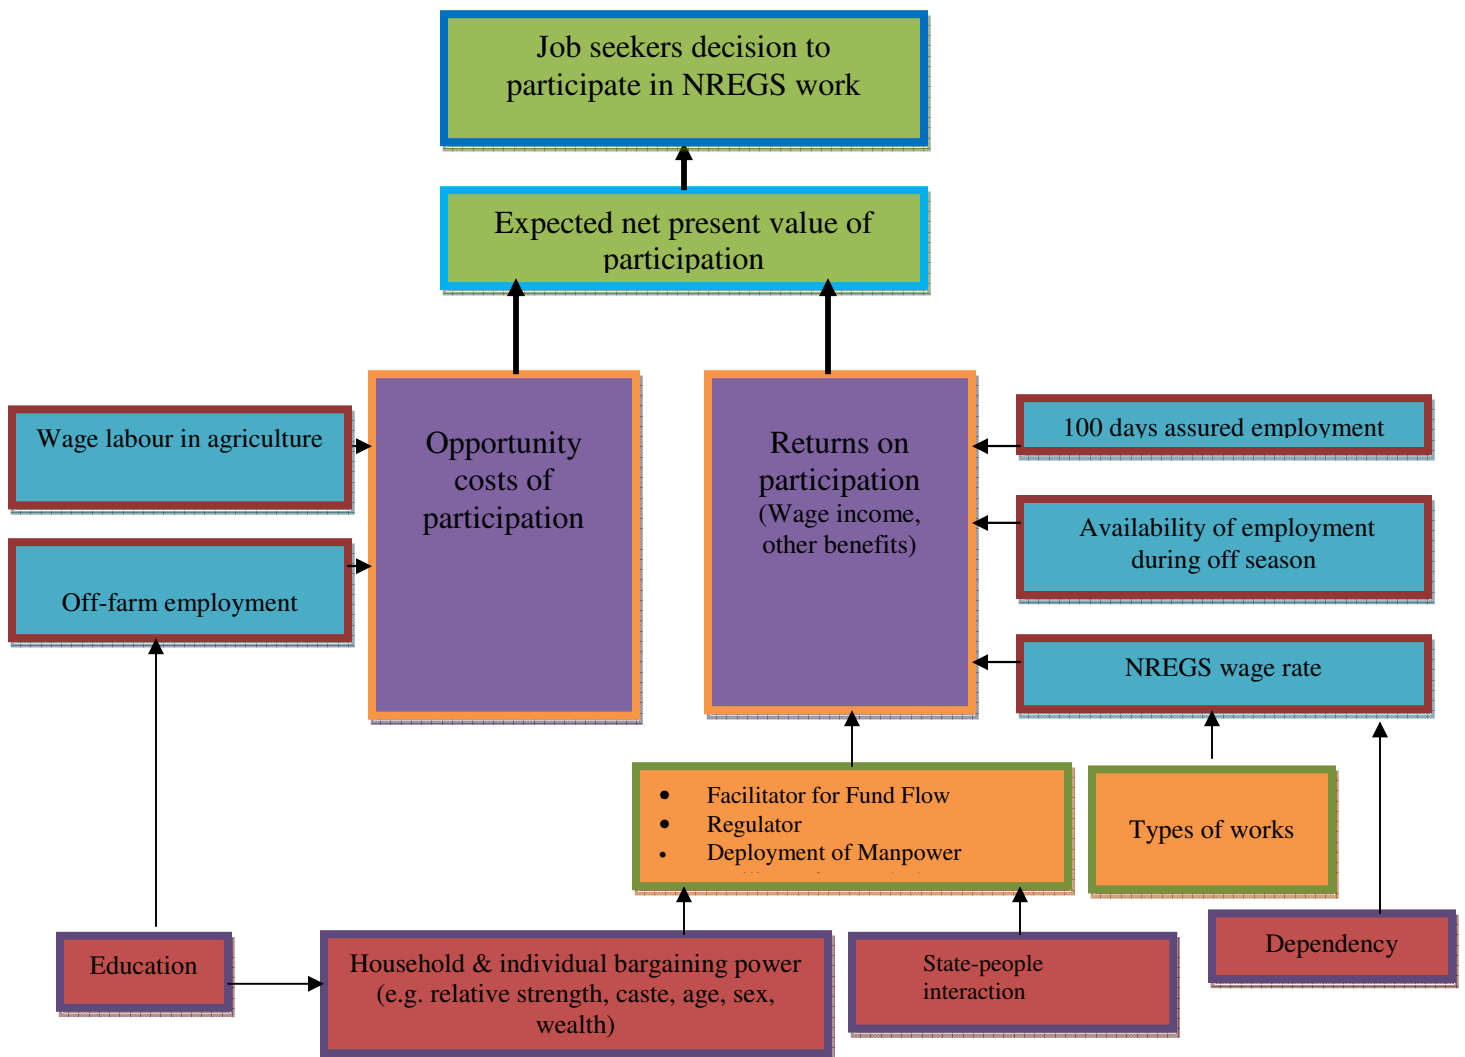 Job seekers decision to
participate in NREGS work
Expected net present value of
participation
Wage labour in agriculture
Off-farm employment
Opportunity
costs of
participation
Returns on
participation
(Wage income,
other benefits)
100 days assured employment
Availability of employment
during off season
NREGS wage rate
• Facilitator for Fund Flow
• Regulator
• Deployment of Manpower
Types of works
Education
Household & individual bargaining power
(e.g. relative strength, caste, age, sex,
wealth)
State-people
interaction
Dependency